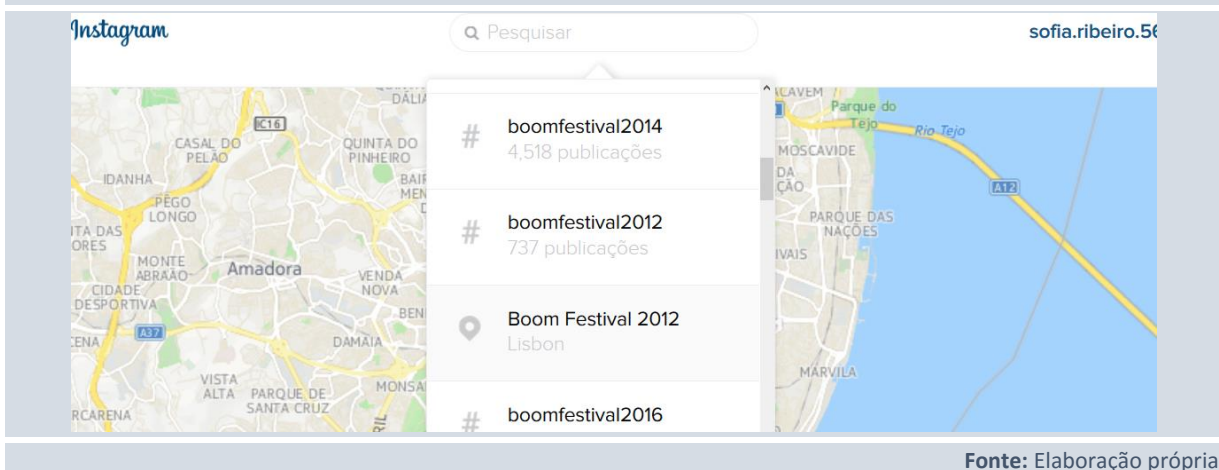 Instagram
Pesquisar
sofia.ribeiro.56
boomfestival2014
4,518 publicações
boomfestival2012
737 publicações
Boom Festival 2012
Lisbon
boomfestival2016
DÁLIA
IC16
CASAL DO
PELÃO
QUINTA DO
PINHEIRO
IDANHA
PÊGO
LONGO
MONTE
ABRAÃO
Amadora
VENDA
NOVA
CIDADE
DESPORTIVA
A37
DAMAIA
VISTA
ALTA
PARQUE DE
SANTA CRUZ
Parque do
Tejo
Rio Tejo
MOSCAVIDE
A12
PARQUE DAS
NAÇÕES
MARVILA
Fonte: Elaboração própria